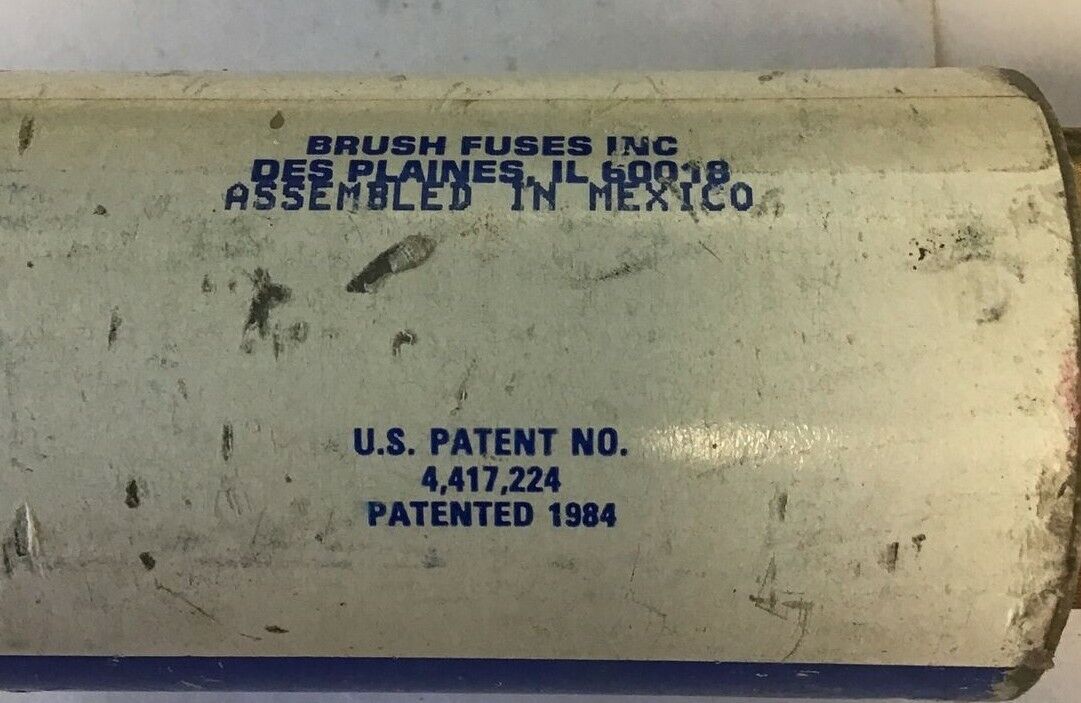 BRUSH FUSES INC
DES PLAINES, IL 60018
ASSEMBLED IN MEXICO
U.S. PATENT NO.
4,417,224
PATENTED 1984